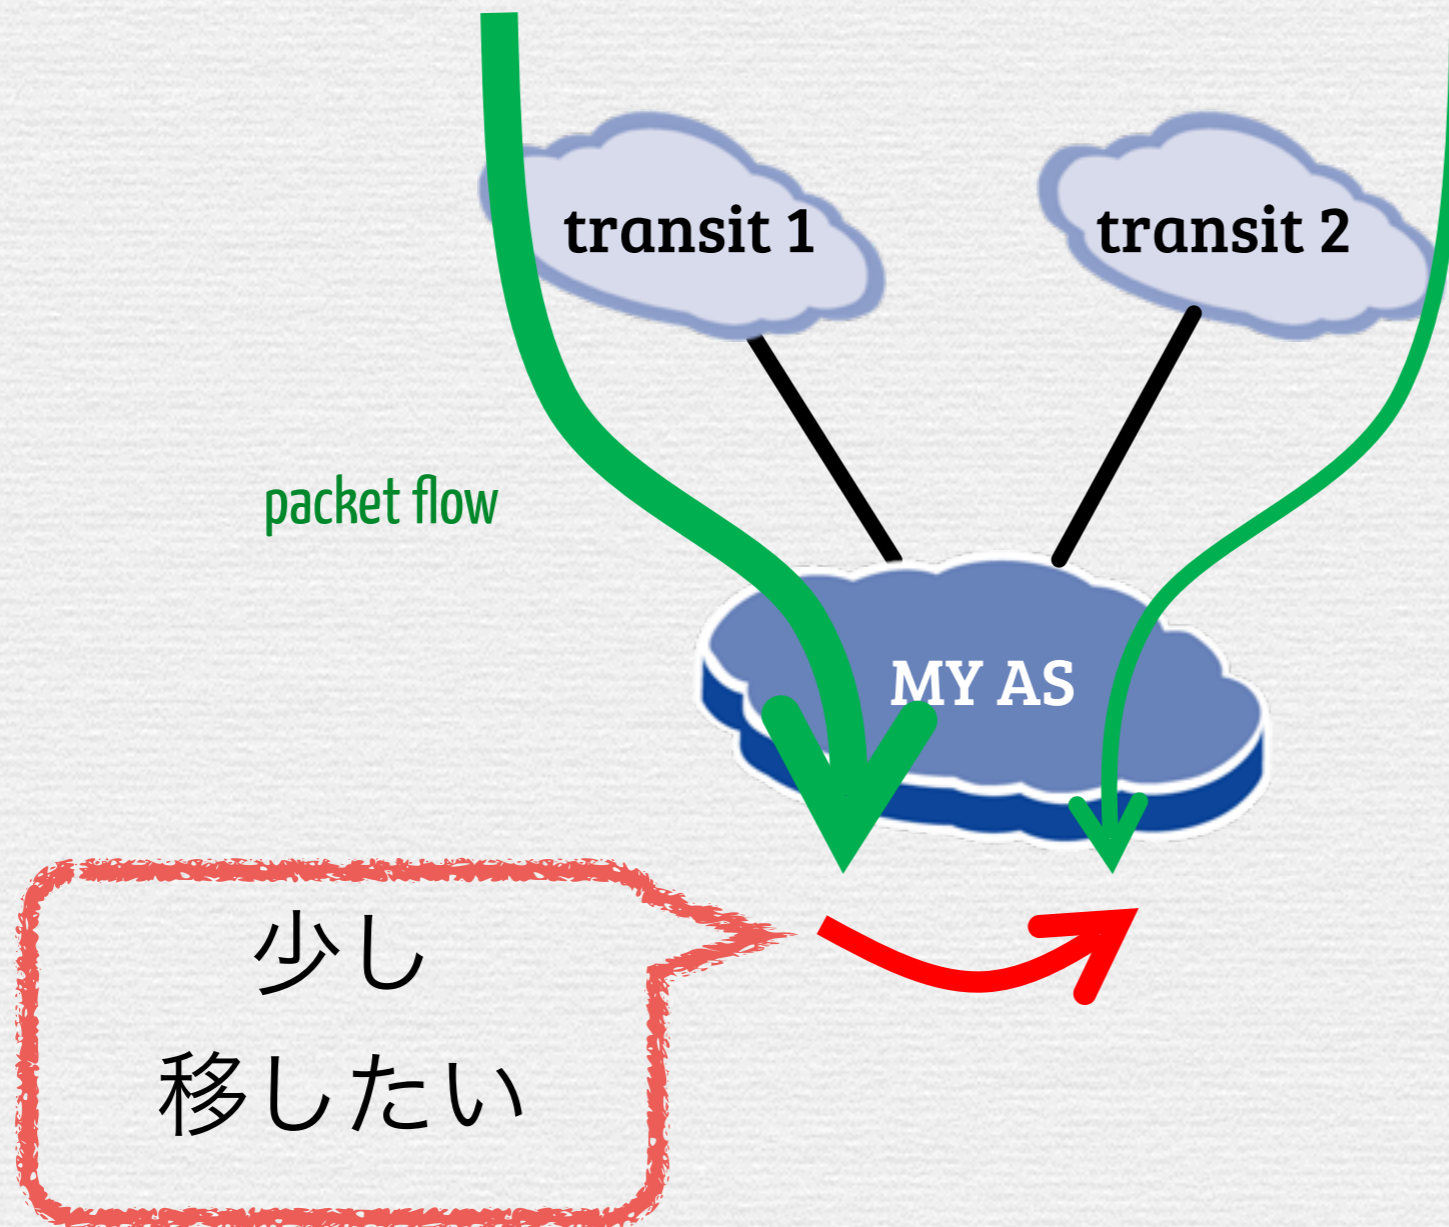 transit 1
transit 2
packet flow
MY AS
少し
移したい